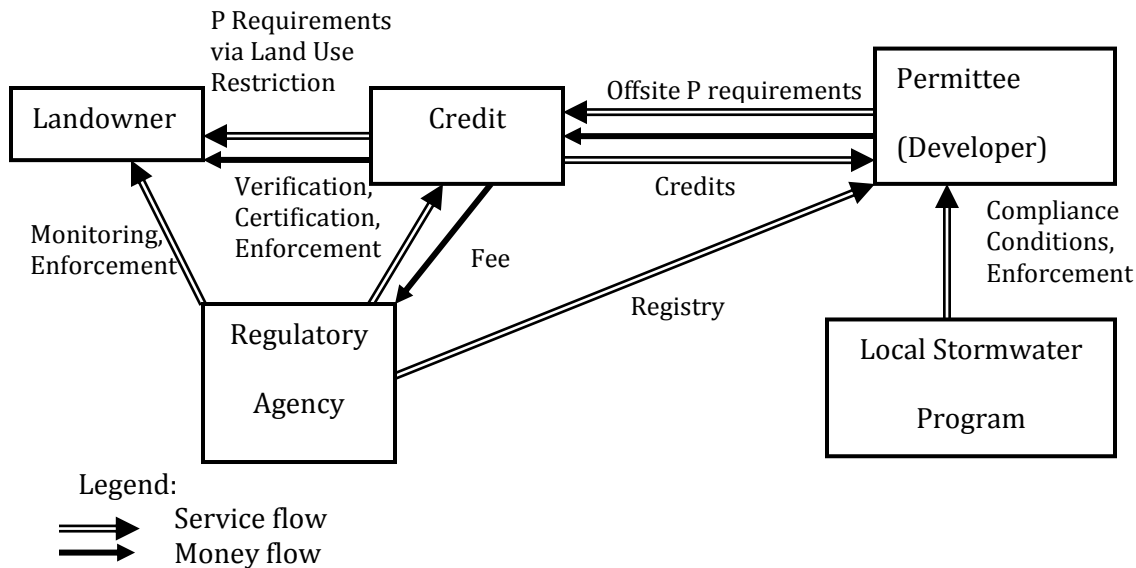 P Requirements
via Land Use
Restriction
Landowner
Credit
Offsite P requirements
Permittee
(Developer)
Credits
Verification,
Certification,
Enforcement
Monitoring,
Enforcement
Fee
Registry
Compliance
Conditions,
Enforcement
Regulatory
Agency
Local Stormwater
Program
Legend:
Service flow
Money flow